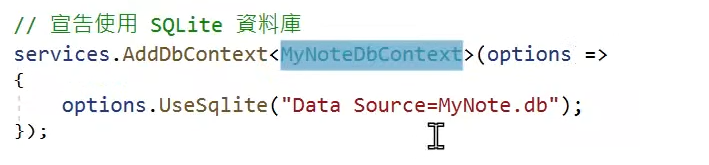 // 宣告使用 SQLite 資料庫
services.AddDbContext<MyNoteDbContext>(options =>
{
    options.UseSqlite("Data Source=MyNote.db");
});